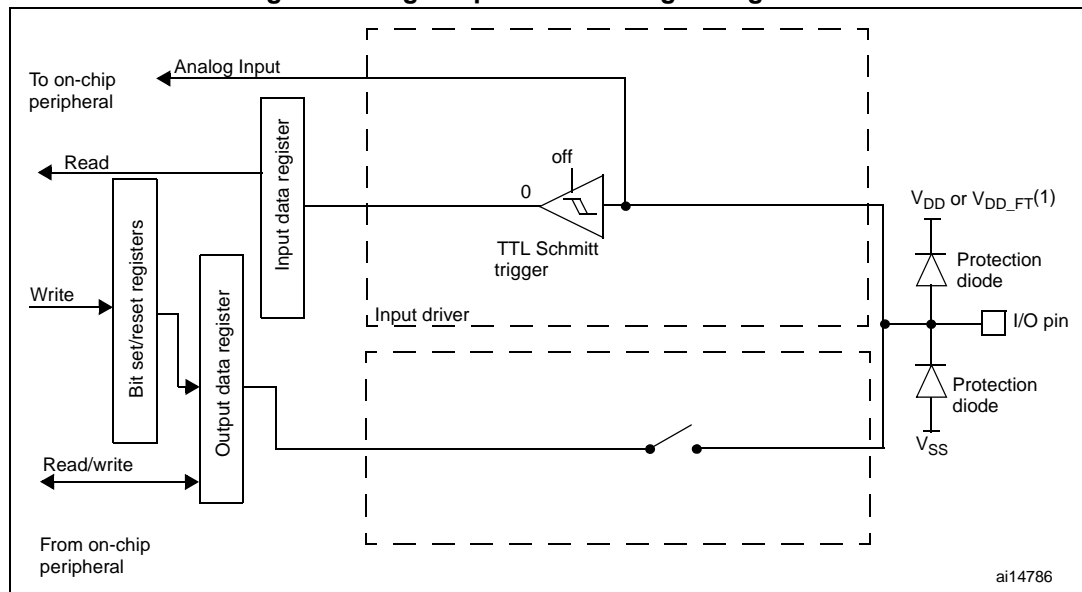 To on-chip
peripheral
Analog Input
Read
Input data register
off
0
TTL Schmitt
trigger
Input driver
V_DD or V_DD_FT(1)
Protection
diode
I/O pin
Protection
diode
V_SS
Write
Bit set/reset registers
Output data register
Read/write
From on-chip
peripheral
ai14786